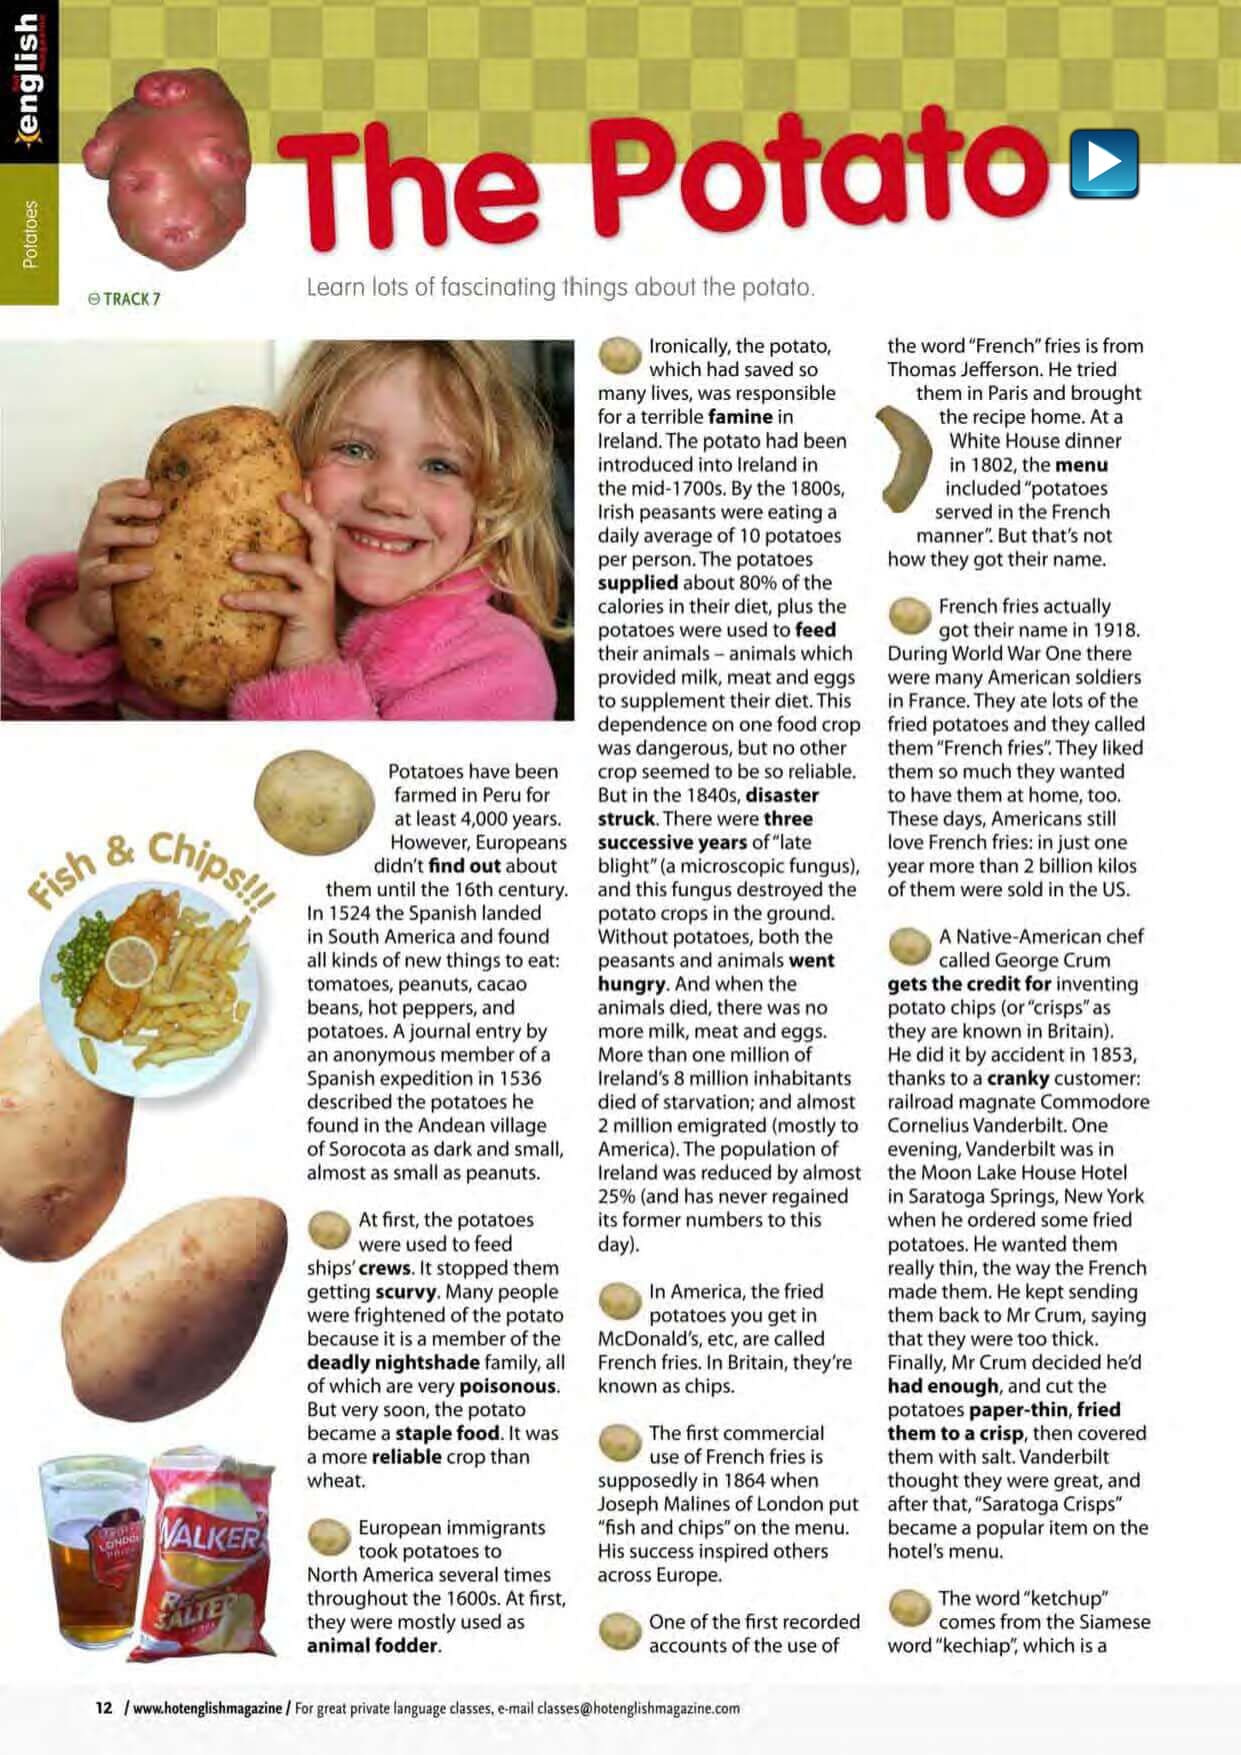 english
magazine
Potatoes
The Potato
TRACK 7
Learn lots of fascinating things about the potato.
Fish & Chips!!!
WALKERS
READY
SALTED
LONDON
PRIDE
Potatoes have been
farmed in Peru for
at least 4,000 years.
However, Europeans
didn't find out about
them until the 16th century.
In 1524 the Spanish landed
in South America and found
all kinds of new things to eat:
tomatoes, peanuts, cacao
beans, hot peppers, and
potatoes. A journal entry by
an anonymous member of a
Spanish expedition in 1536
described the potatoes he
found in the Andean village
of Sorocota as dark and small,
almost as small as peanuts.
At first, the potatoes
were used to feed
ships' crews. It stopped them
getting scurvy. Many people
were frightened of the potato
because it is a member of the
deadly nightshade family, all
of which are very poisonous.
But very soon, the potato
became a staple food. It was
a more reliable crop than
wheat.
European immigrants
took potatoes to
North America several times
throughout the 1600s. At first,
they were mostly used as
animal fodder.
Ironically, the potato,
which had saved so
many lives, was responsible
for a terrible famine in
Ireland. The potato had been
introduced into Ireland in
the mid-1700s. By the 1800s,
Irish peasants were eating a
daily average of 10 potatoes
per person. The potatoes
supplied about 80% of the
calories in their diet, plus the
potatoes were used to feed
their animals – animals which
provided milk, meat and eggs
to supplement their diet. This
dependence on one food crop
was dangerous, but no other
crop seemed to be so reliable.
But in the 1840s, disaster
struck. There were three
successive years of "late
blight" (a microscopic fungus),
and this fungus destroyed the
potato crops in the ground.
Without potatoes, both the
peasants and animals went
hungry. And when the
animals died, there was no
more milk, meat and eggs.
More than one million of
Ireland's 8 million inhabitants
died of starvation; and almost
2 million emigrated (mostly to
America). The population of
Ireland was reduced by almost
25% (and has never regained
its former numbers to this
day).
In America, the fried
potatoes you get in
McDonald's, etc, are called
French fries. In Britain, they're
known as chips.
The first commercial
use of French fries is
supposedly in 1864 when
Joseph Malines of London put
"fish and chips" on the menu.
His success inspired others
across Europe.
One of the first recorded
accounts of the use of
the word "French" fries is from
Thomas Jefferson. He tried
them in Paris and brought
the recipe home. At a
White House dinner
in 1802, the menu
included "potatoes
served in the French
manner". But that's not
how they got their name.
French fries actually
got their name in 1918.
During World War One there
were many American soldiers
in France. They ate lots of the
fried potatoes and they called
them "French fries". They liked
them so much they wanted
to have them at home, too.
These days, Americans still
love French fries: in just one
year more than 2 billion kilos
of them were sold in the US.
A Native-American chef
called George Crum
gets the credit for inventing
potato chips (or "crisps" as
they are known in Britain).
He did it by accident in 1853,
thanks to a cranky customer:
railroad magnate Commodore
Cornelius Vanderbilt. One
evening, Vanderbilt was in
the Moon Lake House Hotel
in Saratoga Springs, New York
when he ordered some fried
potatoes. He wanted them
really thin, the way the French
made them. He kept sending
them back to Mr Crum, saying
that they were too thick.
Finally, Mr Crum decided he'd
had enough, and cut the
potatoes paper-thin, fried
them to a crisp, then covered
them with salt. Vanderbilt
thought they were great, and
after that, "Saratoga Crisps"
became a popular item on the
hotel's menu.
The word "ketchup"
comes from the Siamese
word "kechiap", which is a
12 / www.hotenglishmagazine / For great private language classes, e-mail classes@hotenglishmagazine.com